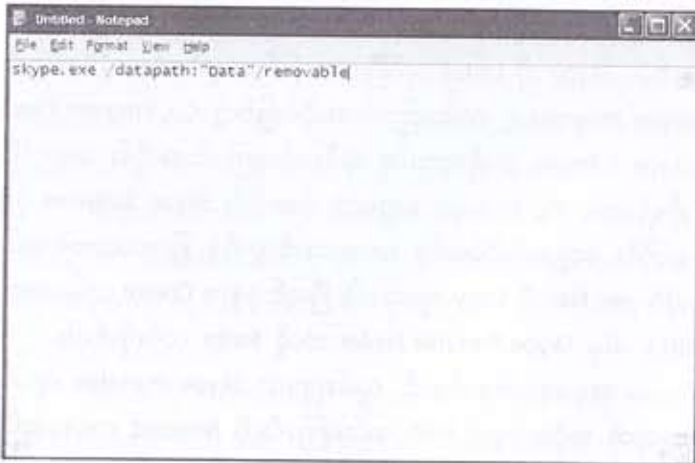 Untitled - Notepad
File Edit Format View Help
skype.exe /datapath:"Data"/removable